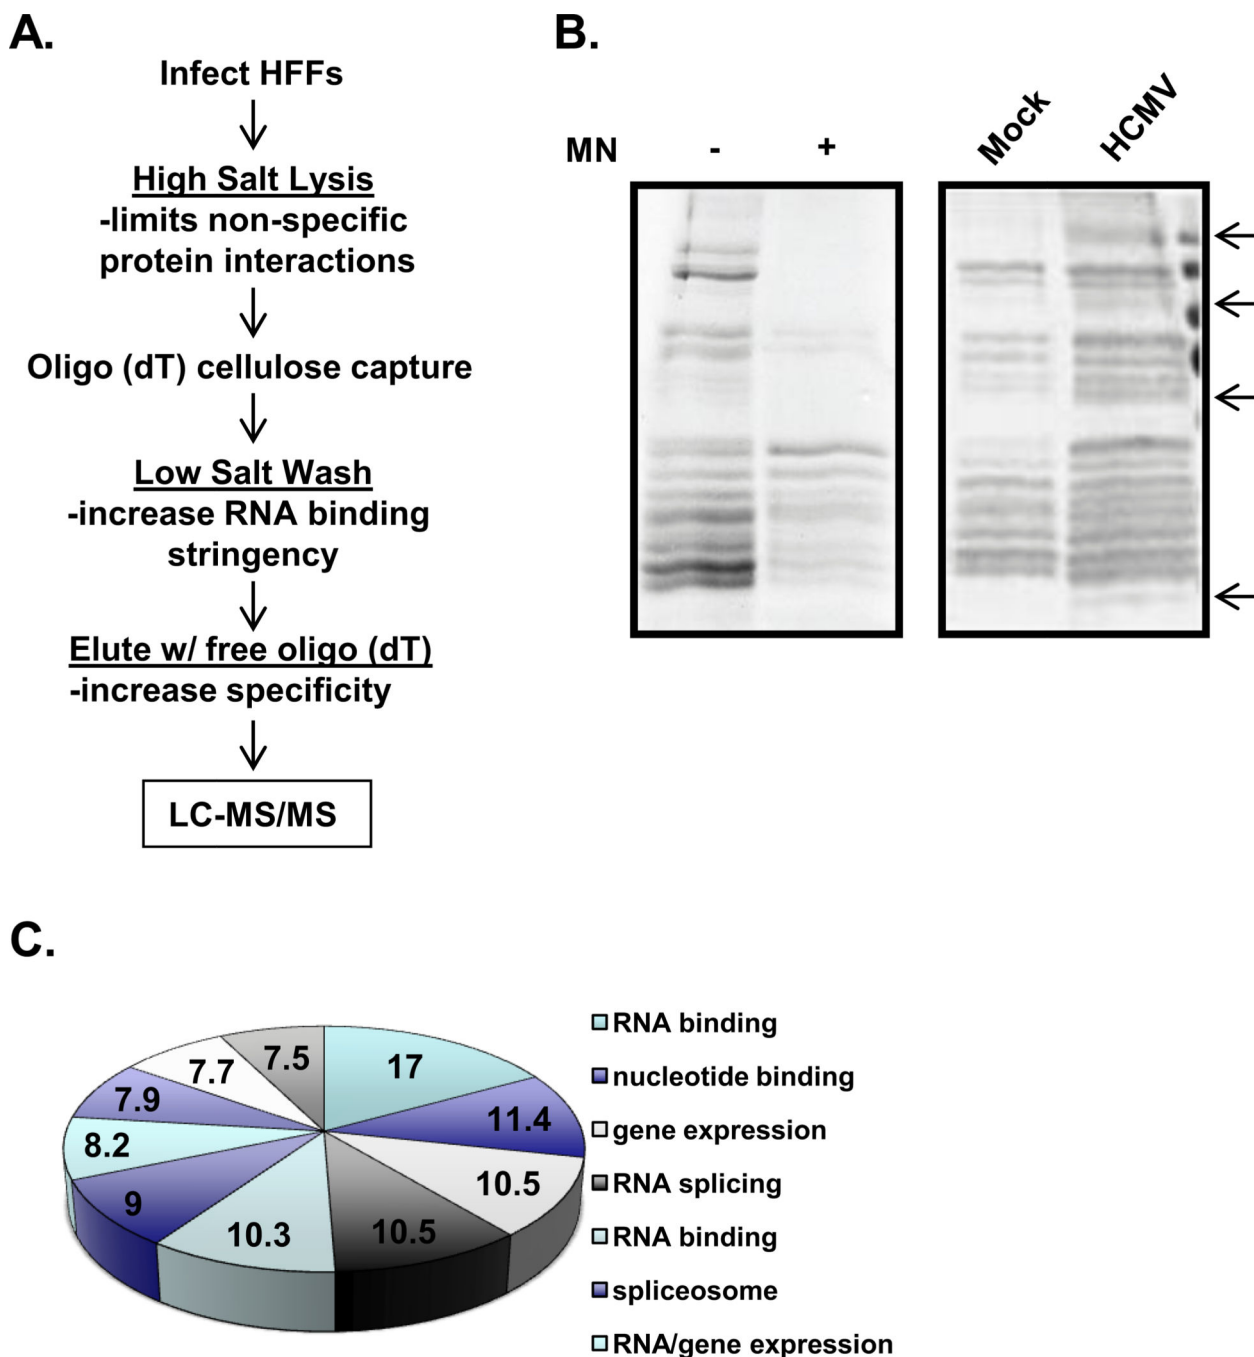 A.
Infect HFFs
High Salt Lysis
-limits non-specific
protein interactions
Oligo (dT) cellulose capture
Low Salt Wash
-increase RNA binding
stringency
Elute w/ free oligo (dT)
-increase specificity
LC-MS/MS
B.
MN - +
Mock HCMV
C.
17
11.4
10.5
10.5
10.3
9
8.2
7.9
7.7
7.5
RNA binding
nucleotide binding
gene expression
RNA splicing
RNA binding
spliceosome
RNA/gene expression